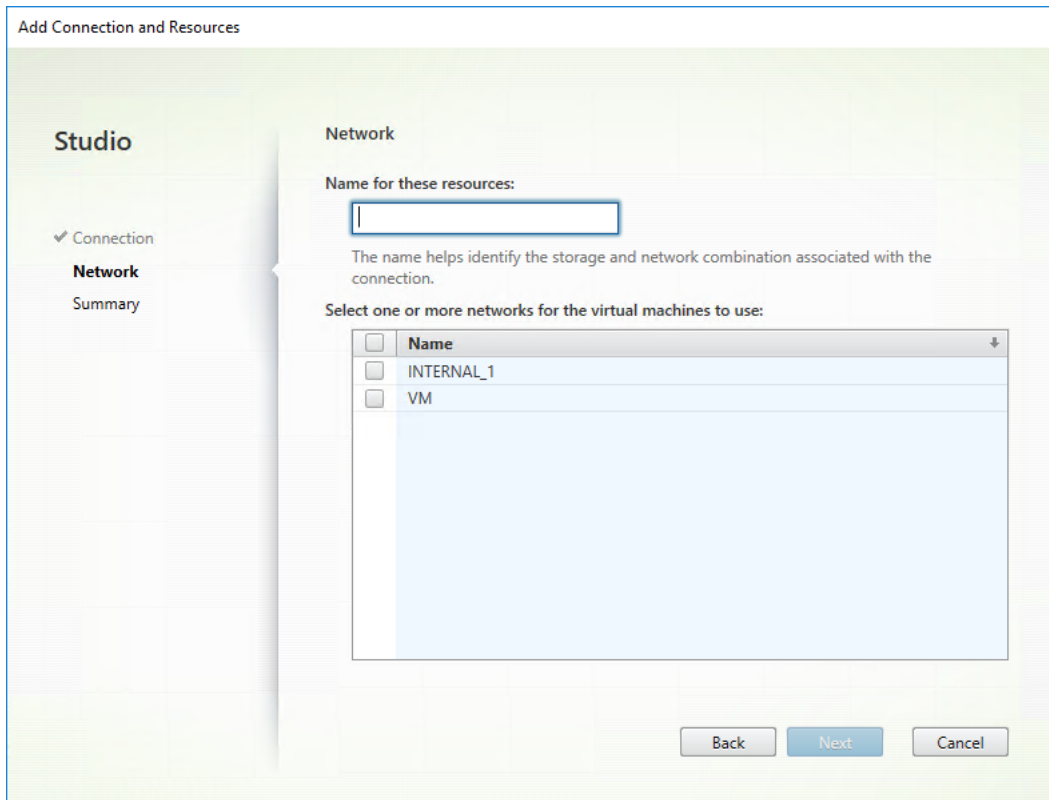 Add Connection and Resources
Studio
Connection
Network
Summary
Network
Name for these resources:
The name helps identify the storage and network combination associated with the
connection.
Select one or more networks for the virtual machines to use:
Name
INTERNAL_1
VM
Back
Next
Cancel